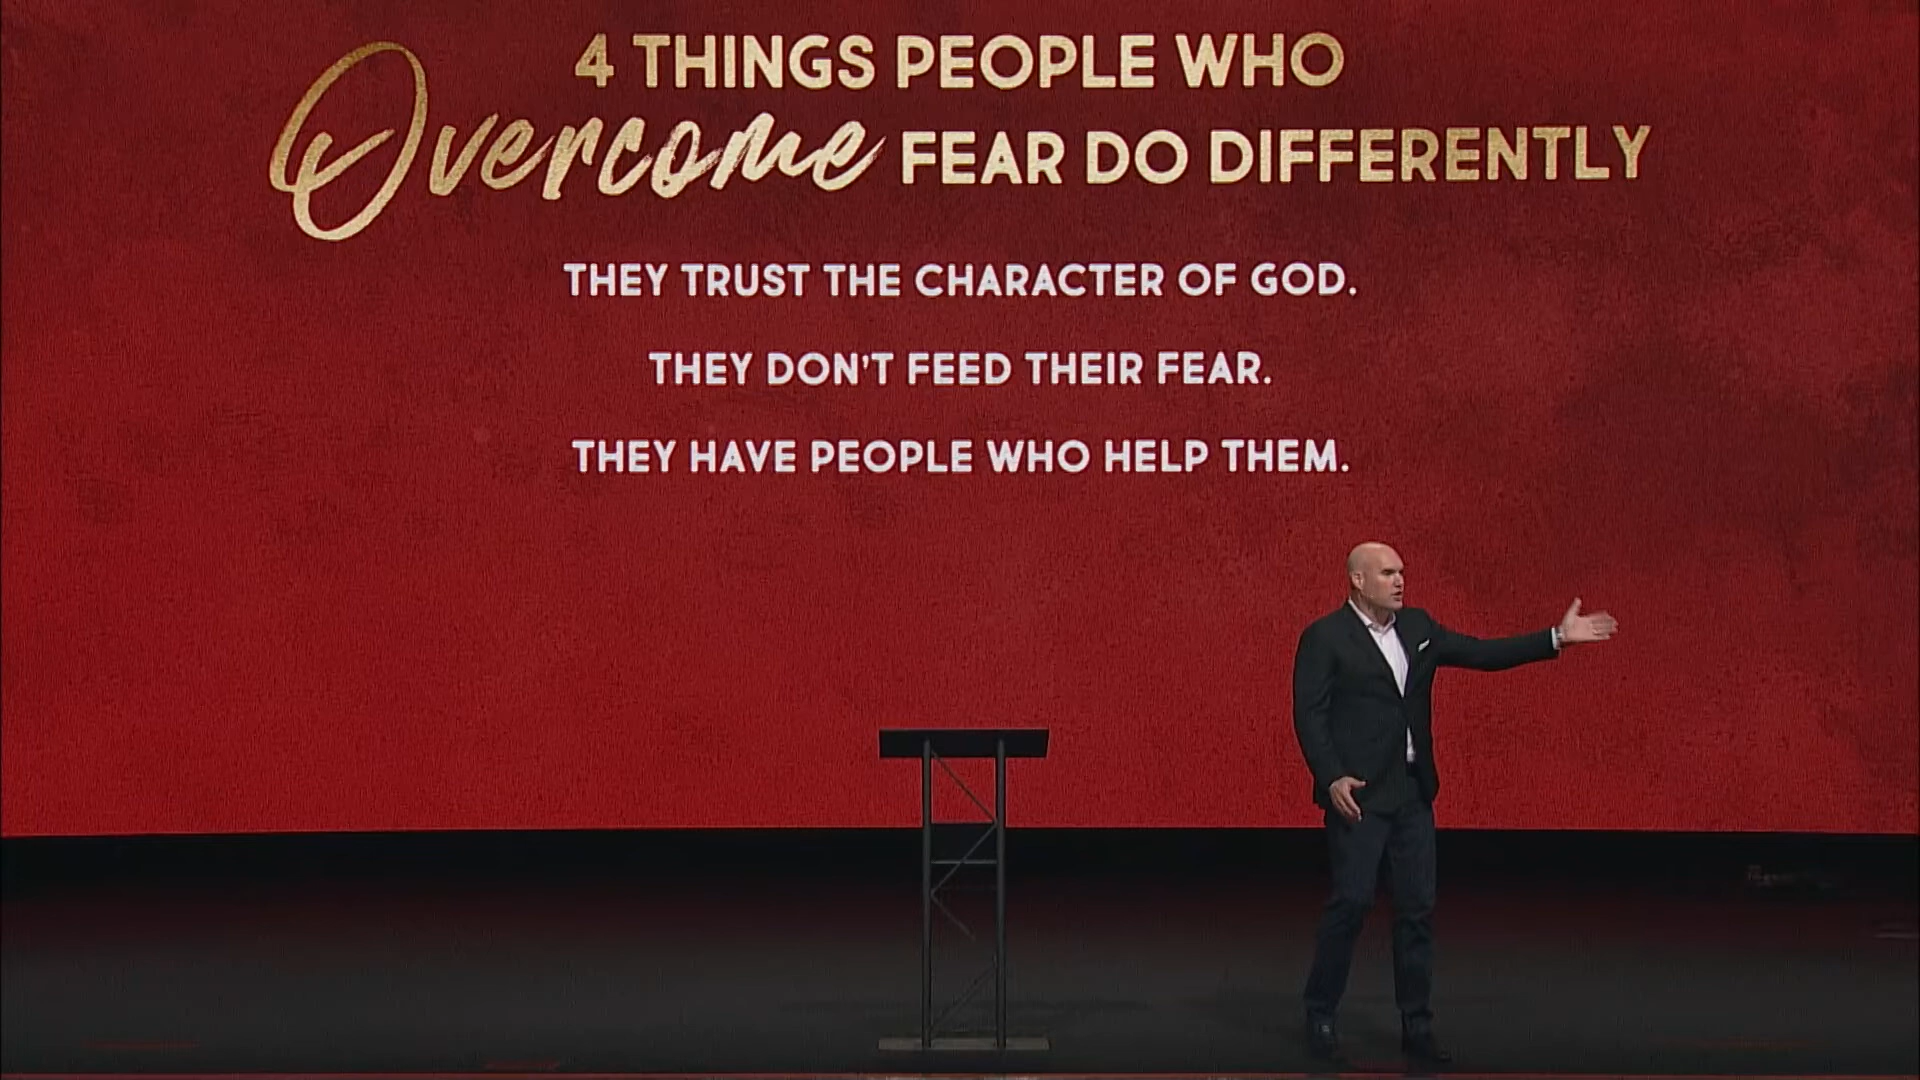 4 THINGS PEOPLE WHO
Overcome FEAR DO DIFFERENTLY
THEY TRUST THE CHARACTER OF GOD.
THEY DON'T FEED THEIR FEAR.
THEY HAVE PEOPLE WHO HELP THEM.